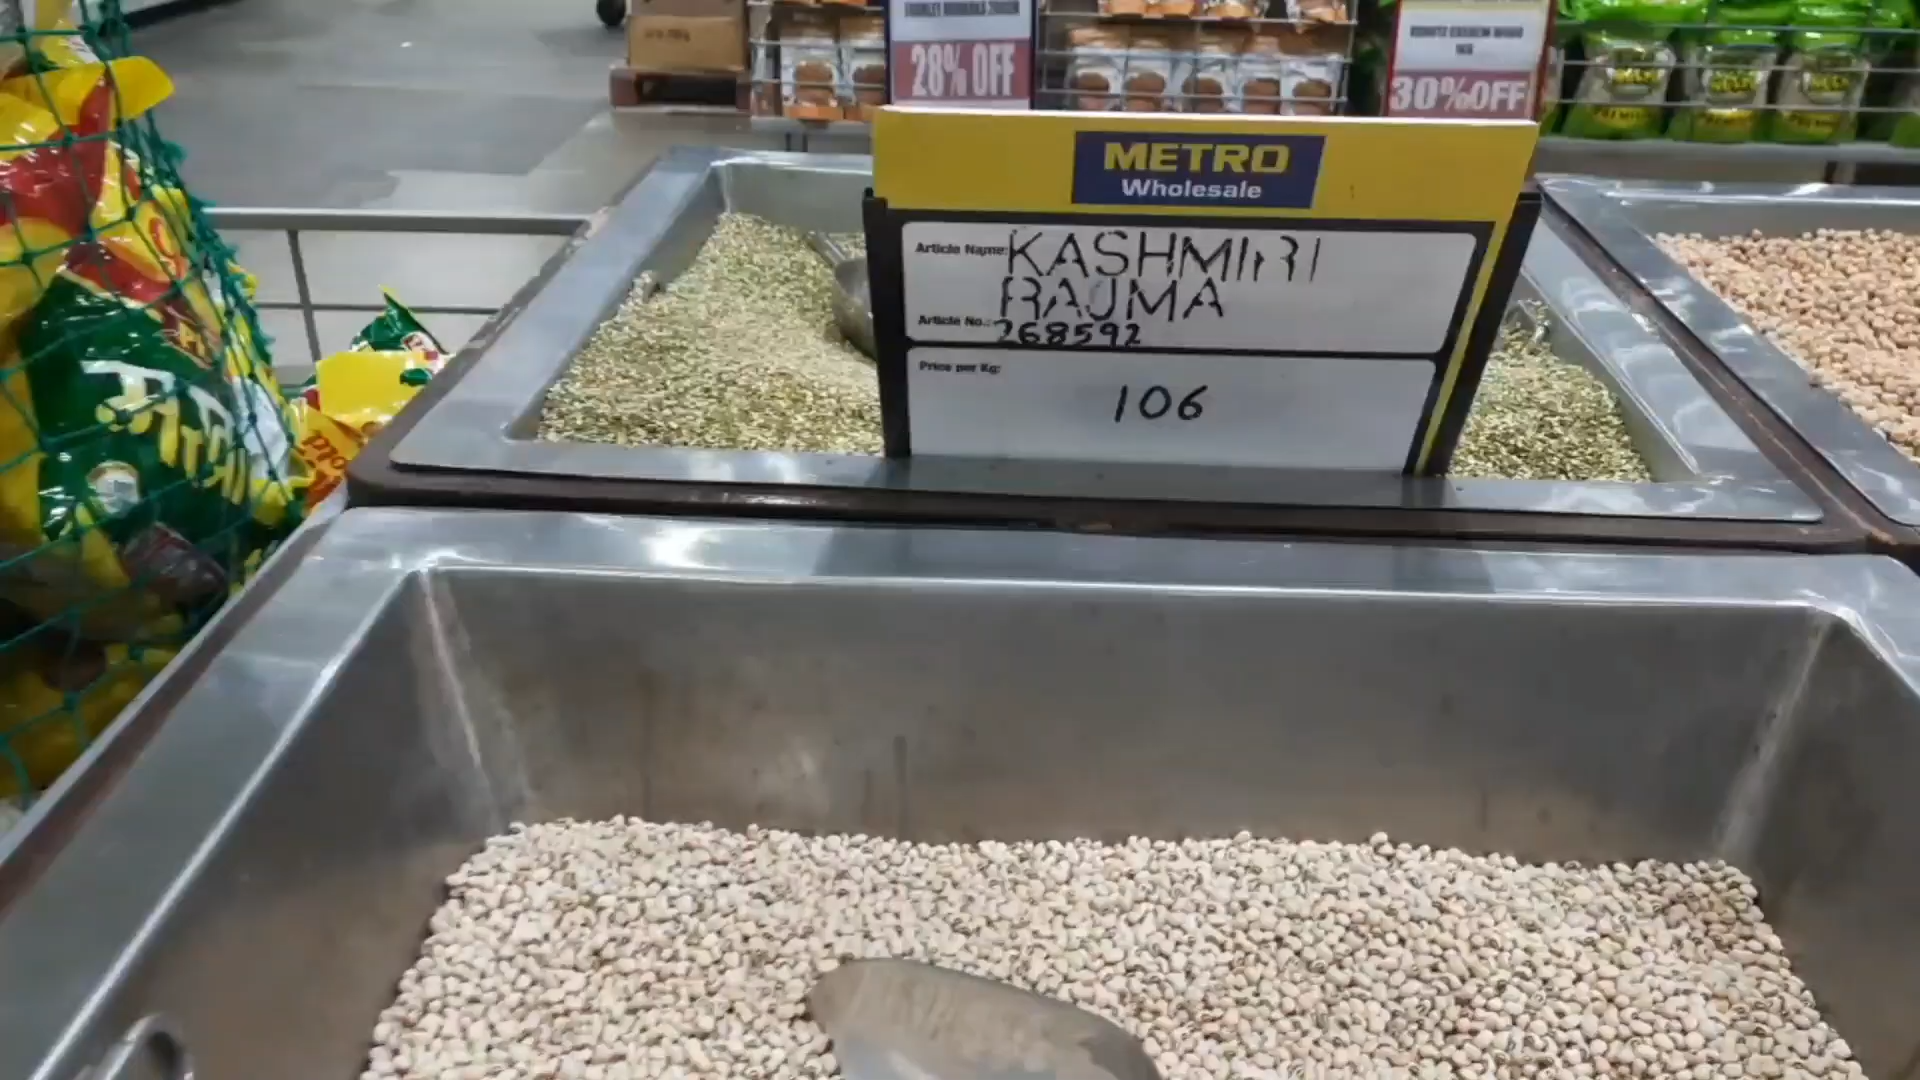 28% OFF
30%OFF
METRO
Wholesale
Article Name:
KASHMIRI
RAJMA
Article No.:
268592
Price per Kg:
106